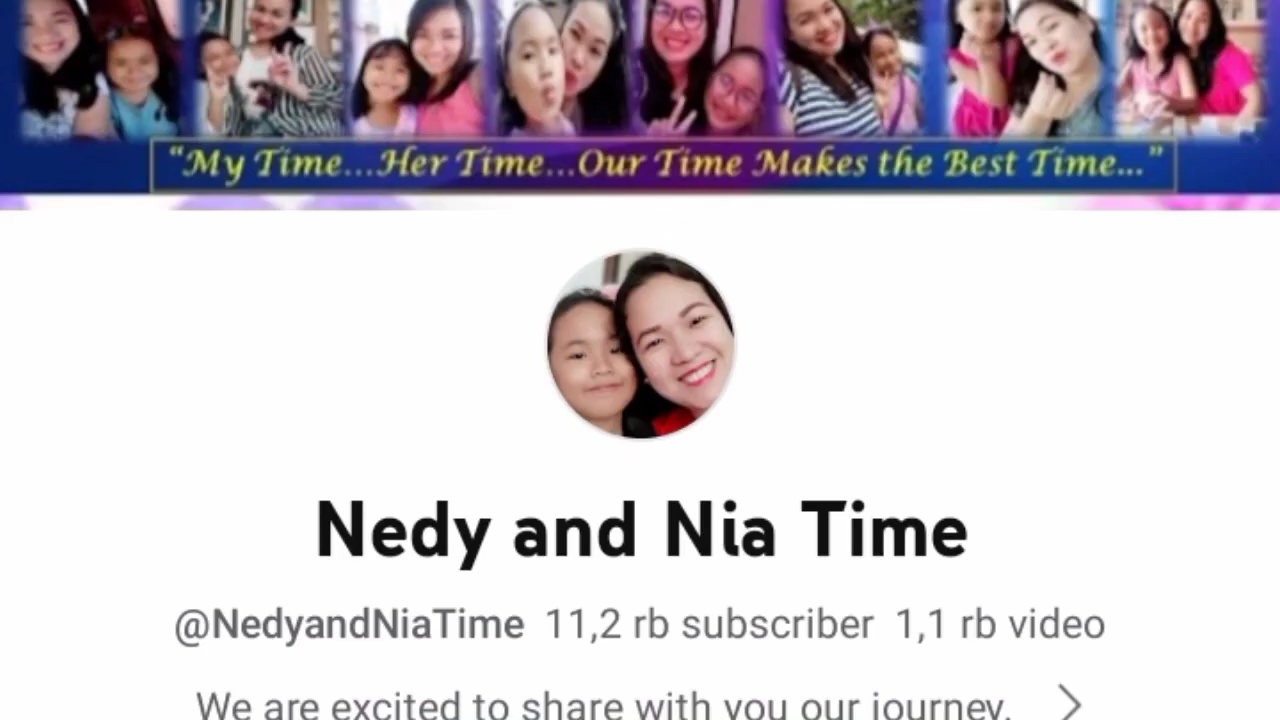 “My Time...Her Time...Our Time Makes the Best Time...”
Nedy and Nia Time
@NedyandNiaTime 11,2 rb subscriber 1,1 rb video
We are excited to share with you our journey.